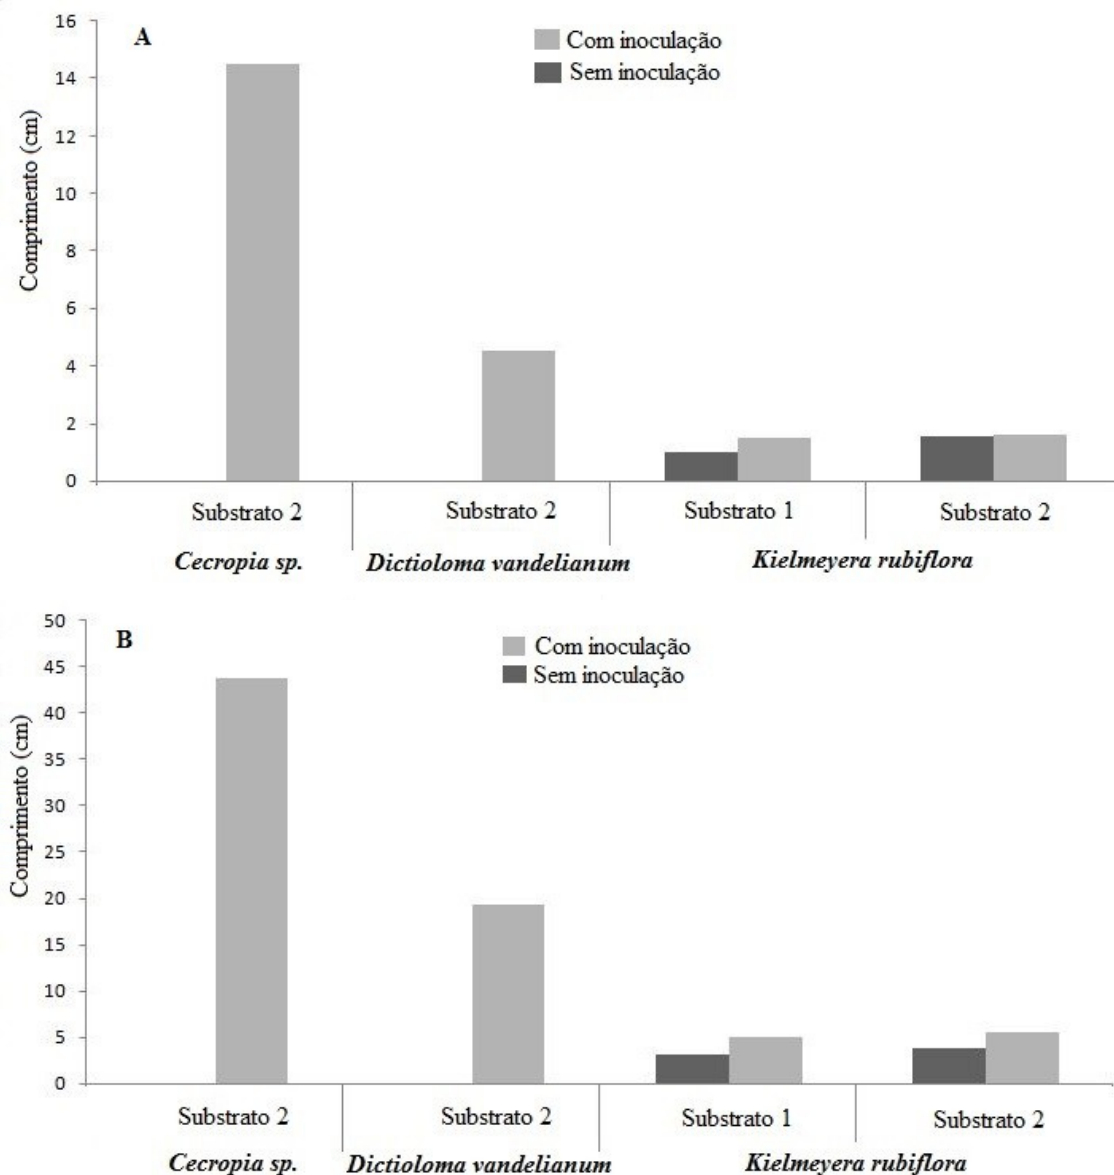 A
Com inoculação
Sem inoculação
Comprimento (cm)
16
14
12
10
8
6
4
2
0
Substrato 2 Substrato 2 Substrato 1 Substrato 2
Cecropia sp. Dictioloma vandelianum Kielmeyera rubiflora
B
Com inoculação
Sem inoculação
Comprimento (cm)
50
45
40
35
30
25
20
15
10
5
0
Substrato 2 Substrato 2 Substrato 1 Substrato 2
Cecropia sp. Dictioloma vandelianum Kielmeyera rubiflora